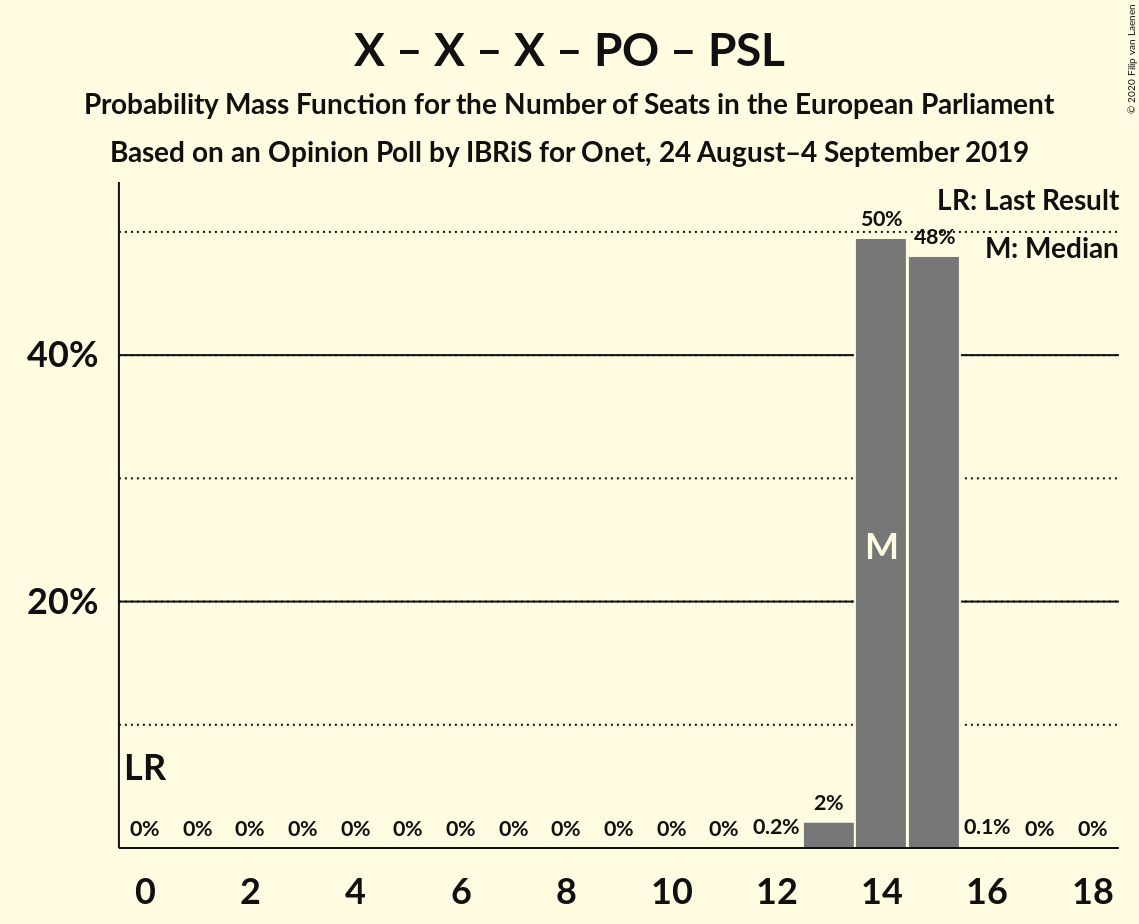 X – X – X – PO – PSL
Probability Mass Function for the Number of Seats in the European Parliament
Based on an Opinion Poll by IBRiS for Onet, 24 August–4 September 2019
© 2020 Filip van Laenen
LR: Last Result
M: Median
50%
48%
40%
M
20%
LR
2%
0% 0% 0% 0% 0% 0% 0% 0% 0% 0% 0% 0% 0.2% 0.1% 0% 0%
0 2 4 6 8 10 12 14 16 18